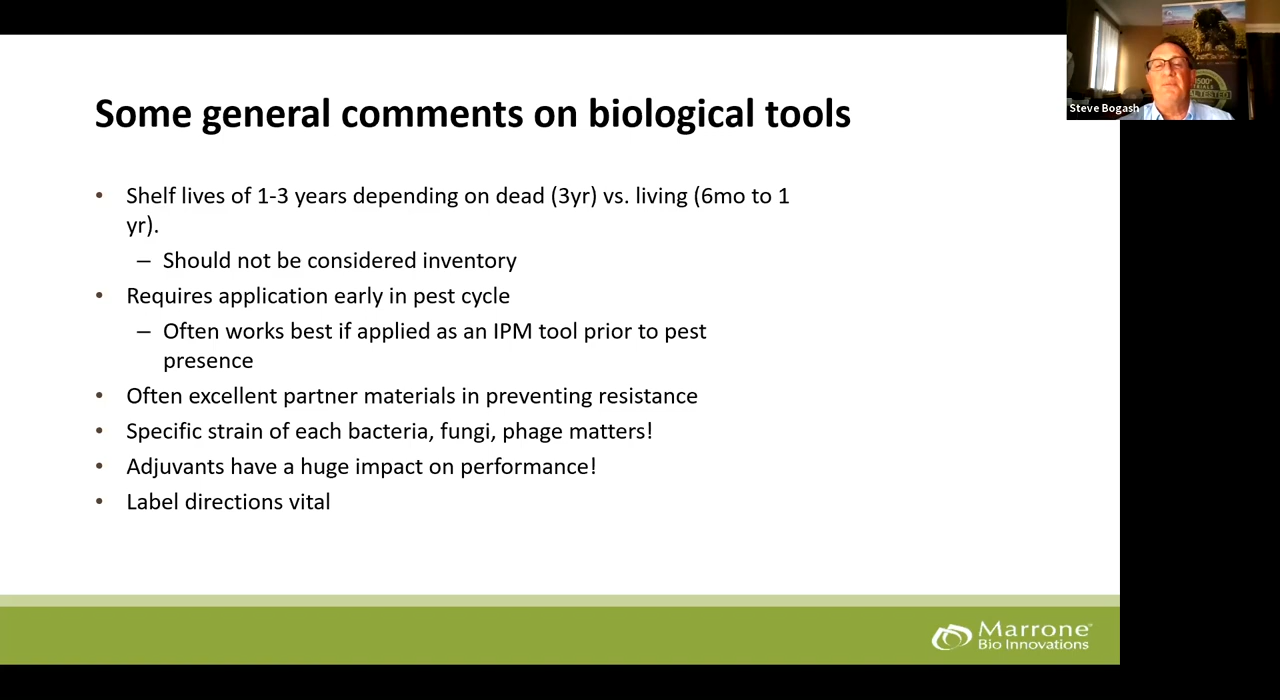 Some general comments on biological tools
• Shelf lives of 1-3 years depending on dead (3yr) vs. living (6mo to 1
yr).
– Should not be considered inventory
• Requires application early in pest cycle
– Often works best if applied as an IPM tool prior to pest
presence
• Often excellent partner materials in preventing resistance
• Specific strain of each bacteria, fungi, phage matters!
• Adjuvants have a huge impact on performance!
• Label directions vital
Marrone
Bio Innovations
Steve Bogash